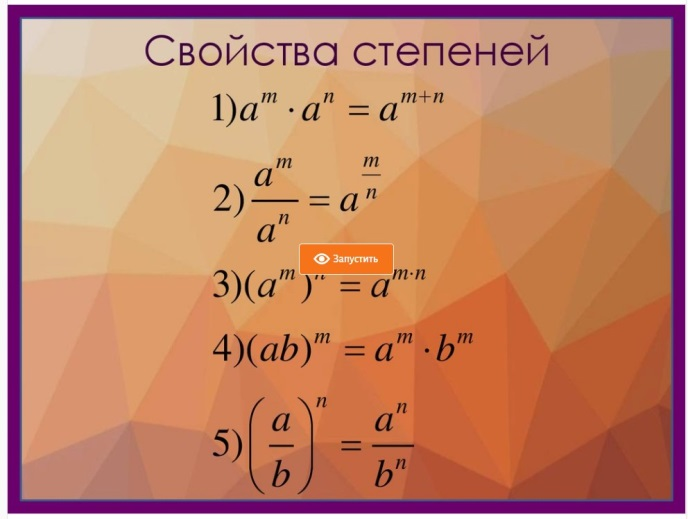 Свойства степеней
1)a^m · a^n = a^{m+n}
2) a^m / a^n = a^{m/n}
Запустить
3)(a^m)^n = a^{m·n}
4)(ab)^m = a^m · b^m
5)(a/b)^n = a^n / b^n